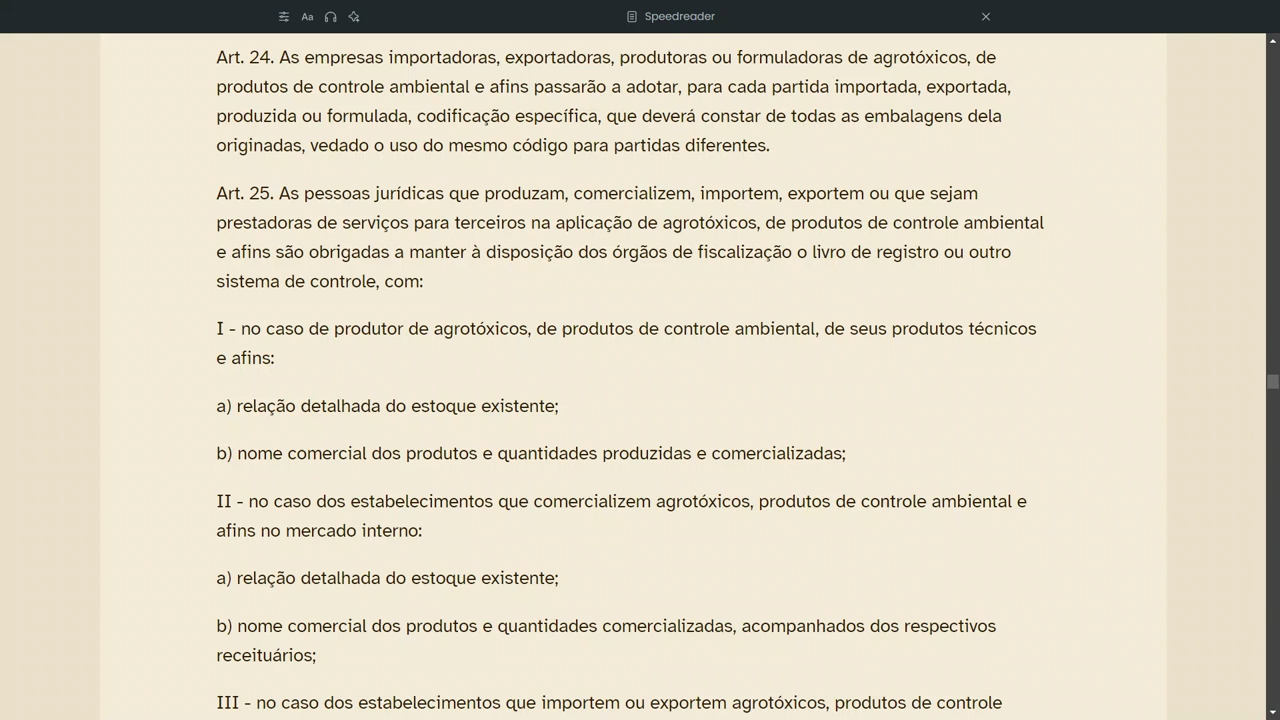 Aa
Speedreader
Art. 24. As empresas importadoras, exportadoras, produtoras ou formuladoras de agrotóxicos, de
produtos de controle ambiental e afins passarão a adotar, para cada partida importada, exportada,
produzida ou formulada, codificação específica, que deverá constar de todas as embalagens dela
originadas, vedado o uso do mesmo código para partidas diferentes.
Art. 25. As pessoas jurídicas que produzam, comercializem, importem, exportem ou que sejam
prestadoras de serviços para terceiros na aplicação de agrotóxicos, de produtos de controle ambiental
e afins são obrigadas a manter à disposição dos órgãos de fiscalização o livro de registro ou outro
sistema de controle, com:
I - no caso de produtor de agrotóxicos, de produtos de controle ambiental, de seus produtos técnicos
e afins:
a) relação detalhada do estoque existente;
b) nome comercial dos produtos e quantidades produzidas e comercializadas;
II - no caso dos estabelecimentos que comercializem agrotóxicos, produtos de controle ambiental e
afins no mercado interno:
a) relação detalhada do estoque existente;
b) nome comercial dos produtos e quantidades comercializadas, acompanhados dos respectivos
receituários;
III - no caso dos estabelecimentos que importem ou exportem agrotóxicos, produtos de controle